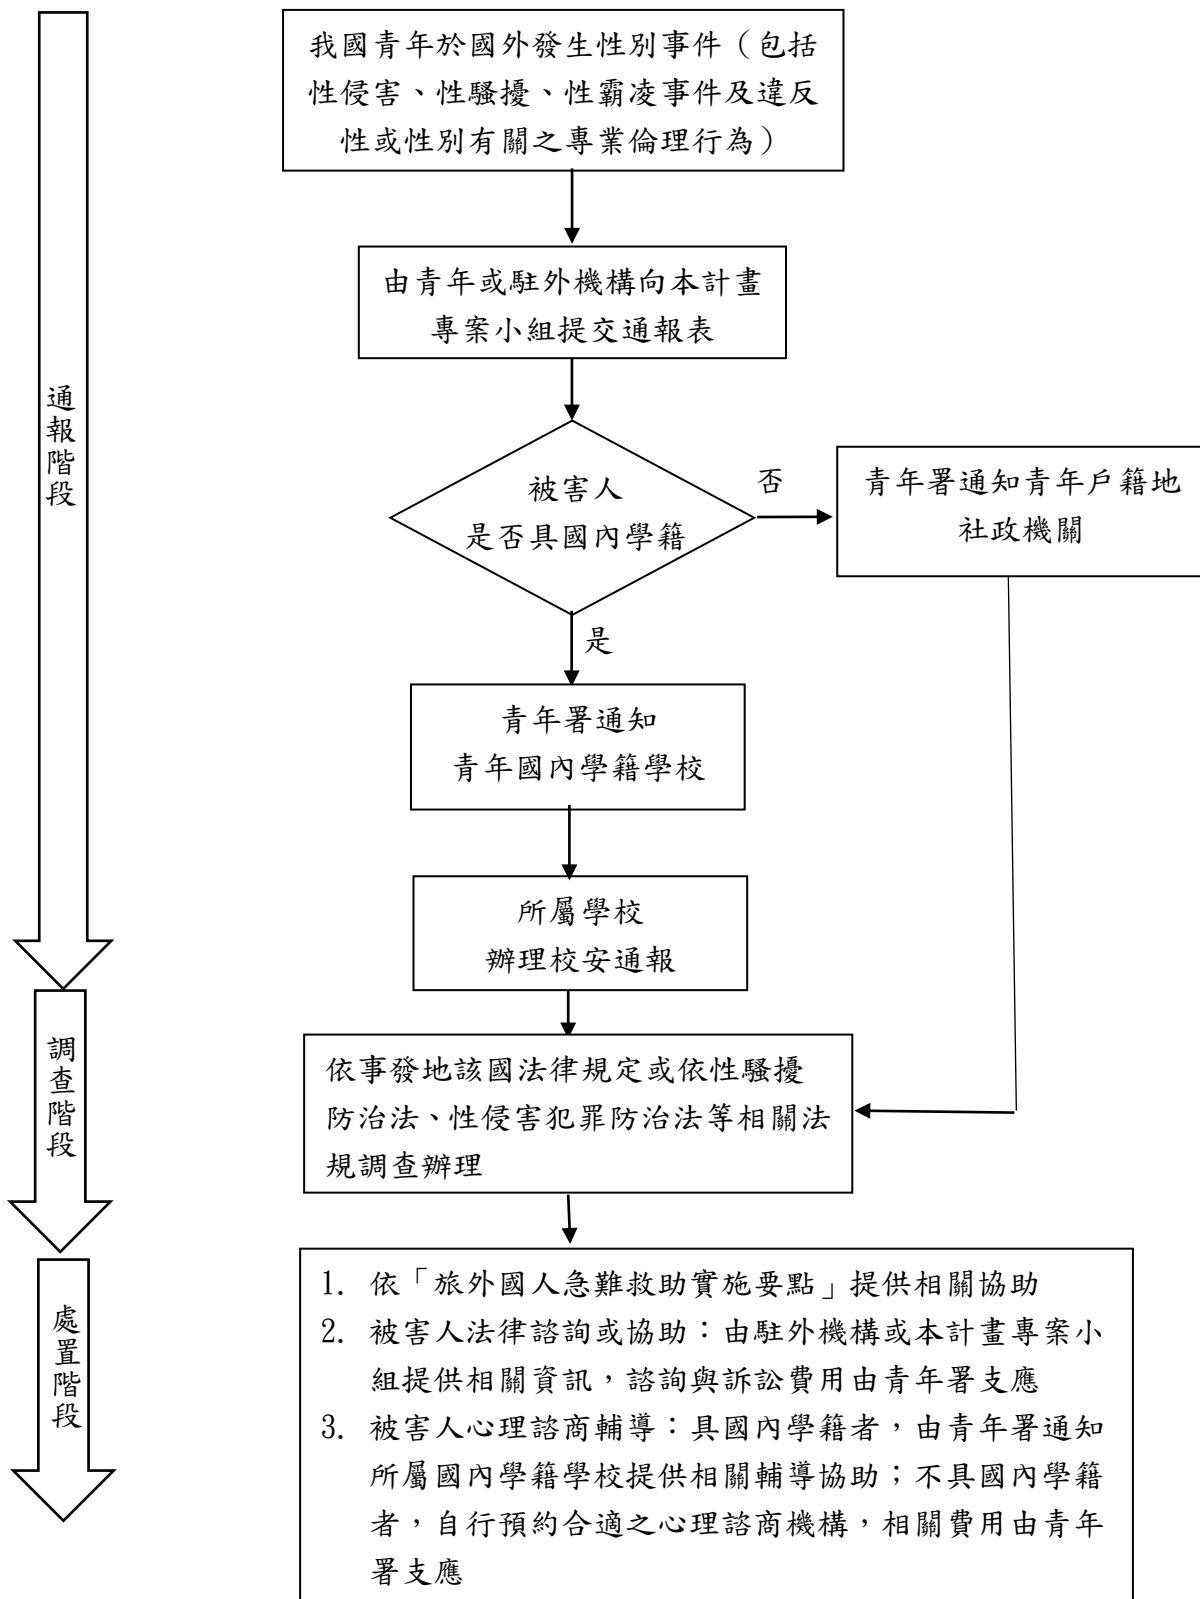 我國青年於國外發生性別事件（包括
性侵害、性騷擾、性霸凌事件及違反
性或性別有關之專業倫理行為）
由青年或駐外機構向本計畫
專案小組提交通報表
通報階段
被害人
是否具國內學籍
否
青年署通知青年戶籍地
社政機關
是
青年署通知
青年國內學籍學校
所屬學校
辦理校安通報
調查階段
依事發地該國法律規定或依性騷擾
防治法、性侵害犯罪防治法等相關法
規調查辦理
處置階段
1. 依「旅外國人急難救助實施要點」提供相關協助
2. 被害人法律諮詢或協助：由駐外機構或本計畫專案小
組提供相關資訊，諮詢與訴訟費用由青年署支應
3. 被害人心理諮商輔導：具國內學籍者，由青年署通知
所屬國內學籍學校提供相關輔導協助；不具國內學籍
者，自行預約合適之心理諮商機構，相關費用由青年
署支應